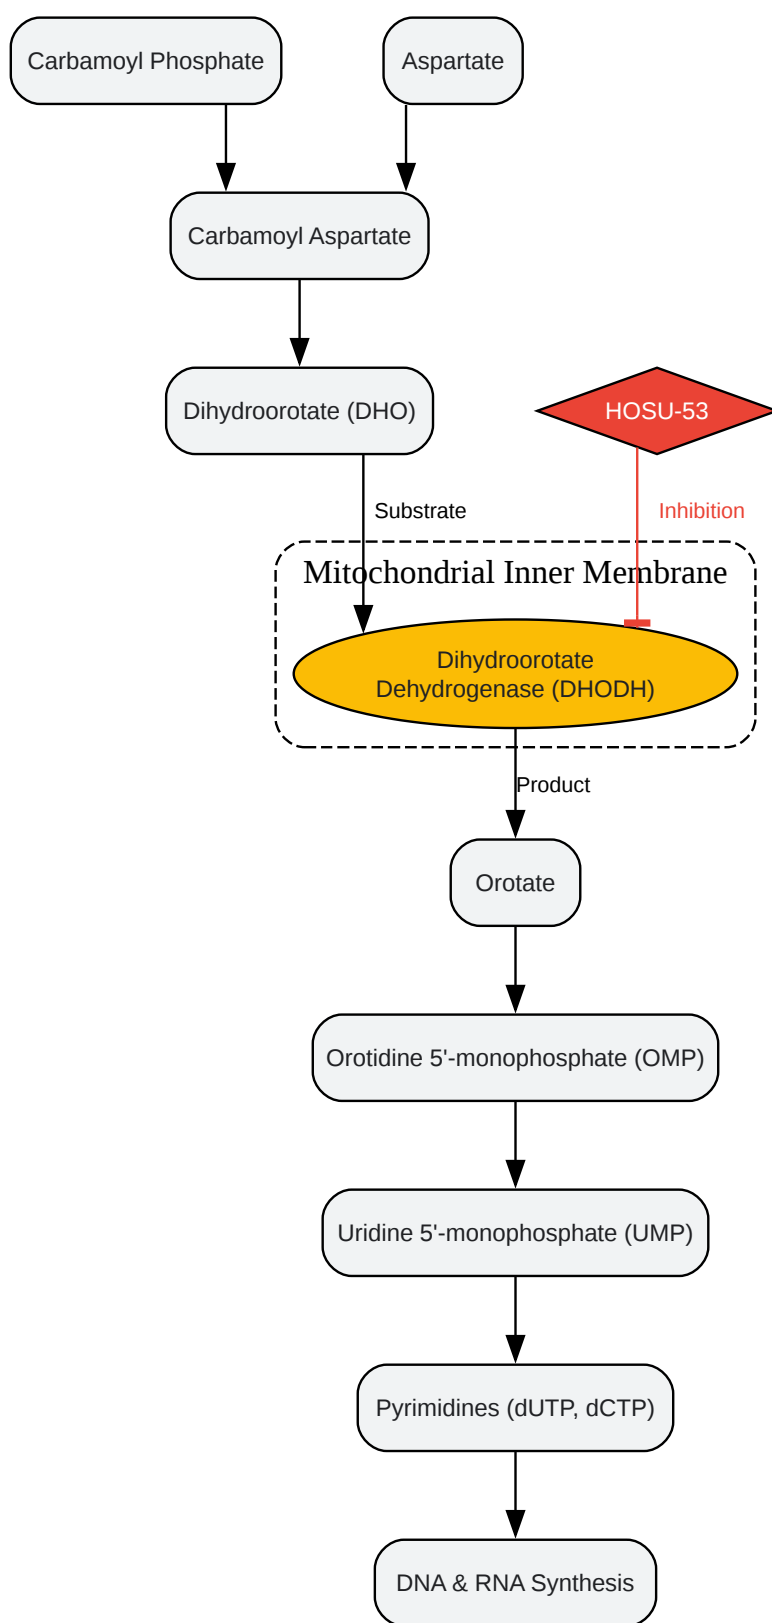 Carbamoyl Phosphate
Aspartate
Carbamoyl Aspartate
Dihydroorotate (DHO)
HOSU-53
Substrate
Inhibition
Mitochondrial Inner Membrane
Dihydroorotate
Dehydrogenase (DHODH)
Product
Orotate
Orotidine 5'-monophosphate (OMP)
Uridine 5'-monophosphate (UMP)
Pyrimidines (dUTP, dCTP)
DNA & RNA Synthesis